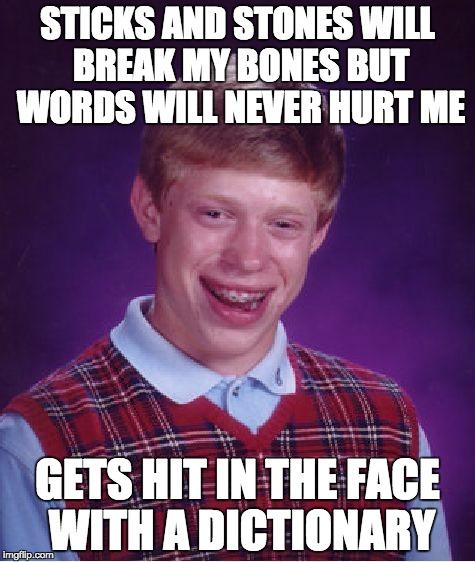 STICKS AND STONES WILL
BREAK MY BONES BUT
WORDS WILL NEVER HURT ME
GETS HIT IN THE FACE
WITH A DICTIONARY
imgflip.com